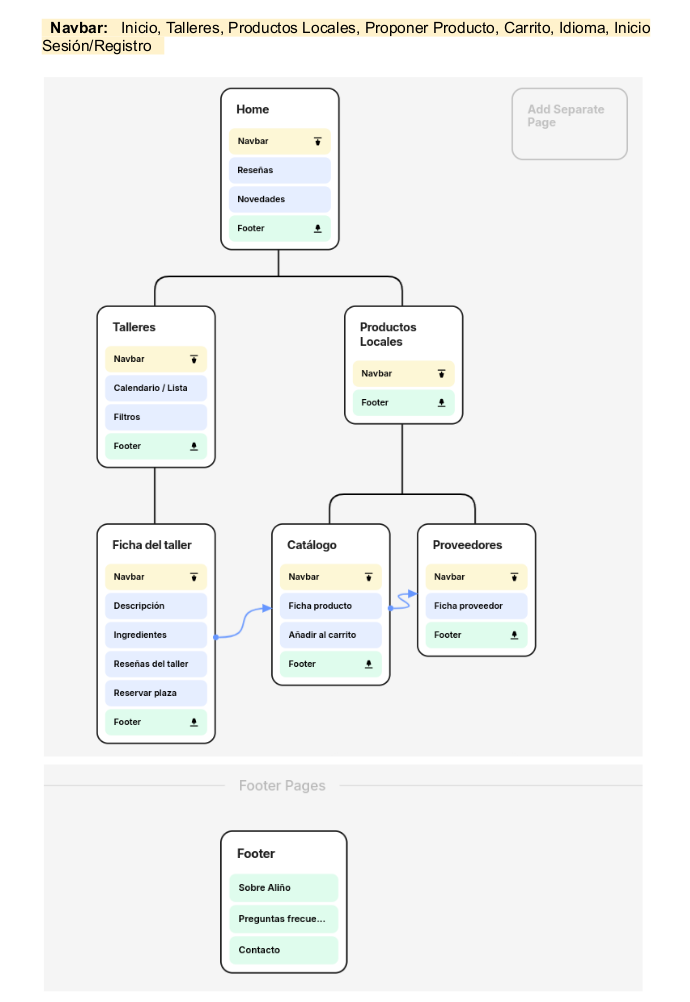 Navbar: Inicio, Talleres, Productos Locales, Proponer Producto, Carrito, Idioma, Inicio
Sesión/Registro
Home
Navbar
Reseñas
Novedades
Footer
Add Separate
Page
Talleres
Navbar
Calendario / Lista
Filtros
Footer
Productos
Locales
Navbar
Footer
Ficha del taller
Navbar
Descripción
Ingredientes
Reseñas del taller
Reservar plaza
Footer
Catálogo
Navbar
Ficha producto
Añadir al carrito
Footer
Proveedores
Navbar
Ficha proveedor
Footer
Footer Pages
Footer
Sobre Aliño
Preguntas frecue...
Contacto